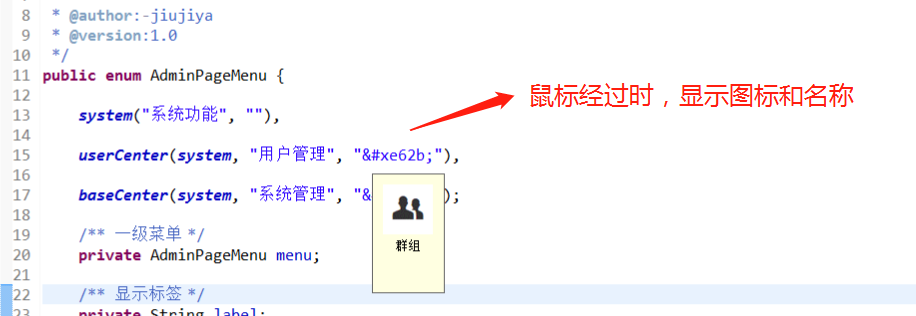 8 * @author:-jiujiya
9 * @version:1.0
10 */
11 public enum AdminPageMenu {
12
13 system("系统功能", ""),
鼠标经过时，显示图标和名称
14
15 userCenter(system, "用户管理", "&#xe62b;"),
16
17 baseCenter(system, "系统管理", "& );
18
19 /** 一级菜单 */
群组
20 private AdminPageMenu menu;
21
22 /** 显示标签 */
23 private String label;